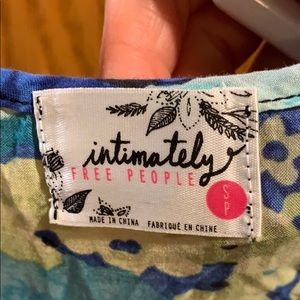 intimately
FREE PEOPLE
S
P
MADE IN CHINA FABRIQUÉ EN CHINE